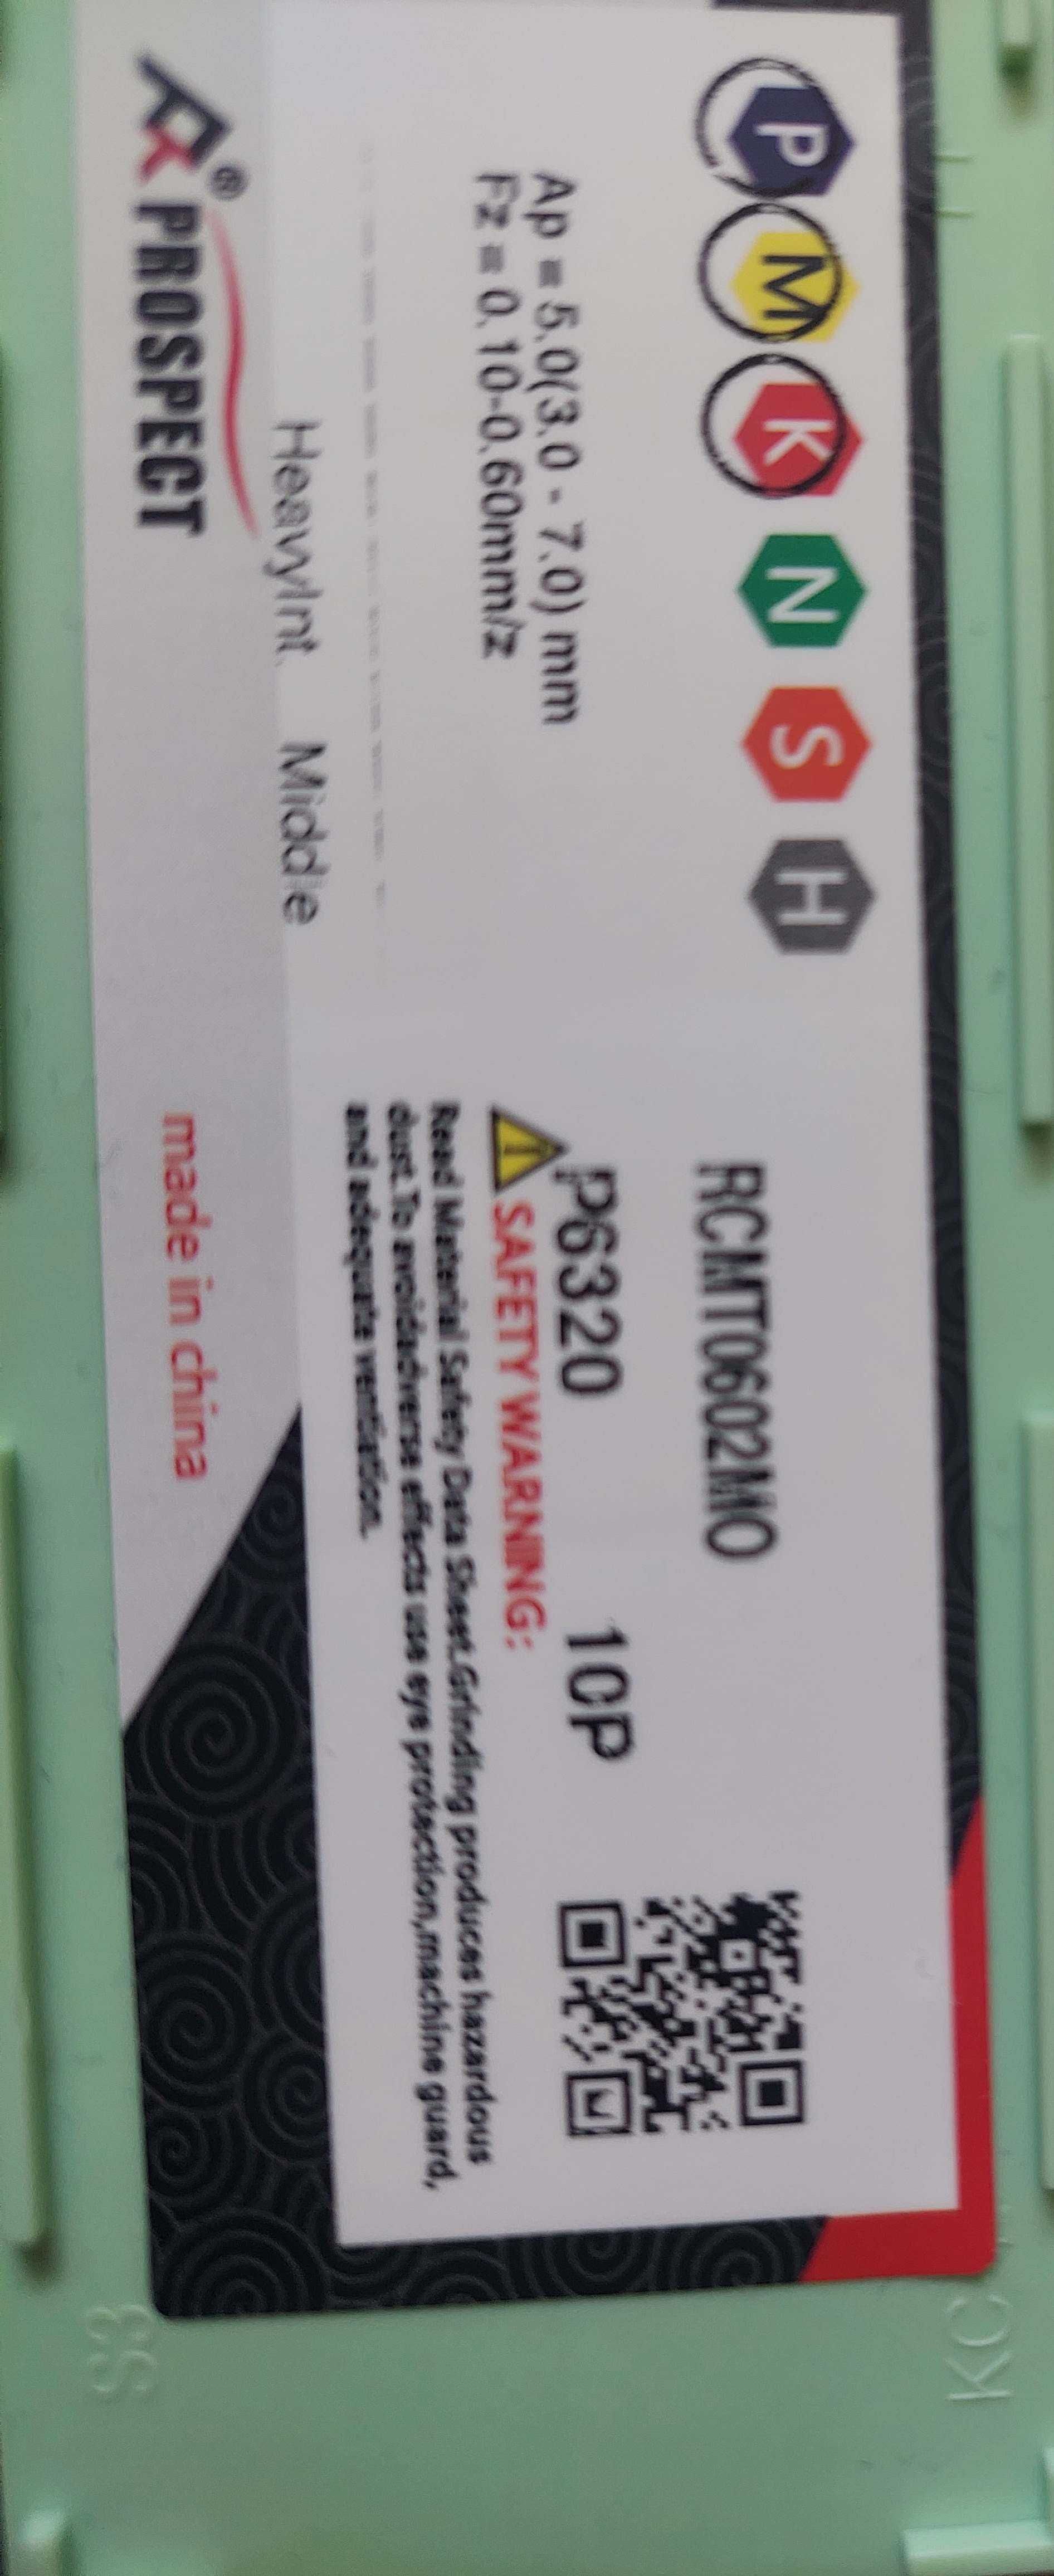 P M K N S H
RCMT0602MO
Ap = 5.0(3.0 - 7.0) mm
Fz = 0.10-0.60mm/z
P6320 10P
SAFETY WARNING:
Read Material Safety Data Sheet.Grinding produces hazardous
dust.To avoidadverse effects use eye protection,machine guard,
and adequate ventiation.
HeavyInt. Middle
PROSPECT
®
made in china
KC
S3